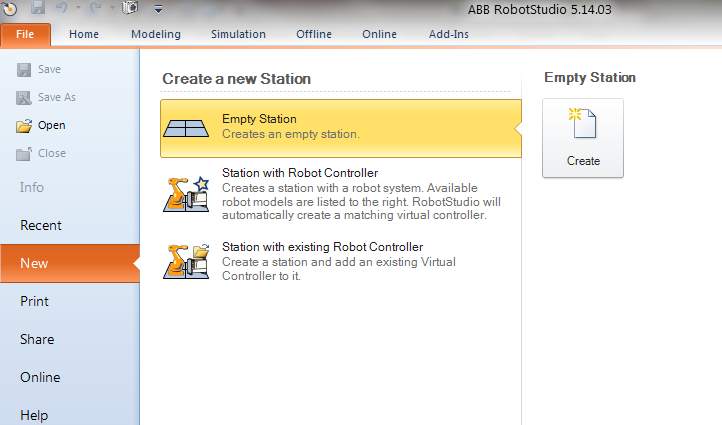 ABB RobotStudio 5.14.03
File Home Modeling Simulation Offline Online Add-Ins
Save
Save As
Open
Close
Info
Recent
New
Print
Share
Online
Help
Create a new Station
Empty Station
Creates an empty station.
Station with Robot Controller
Creates a station with a robot system. Available
robot models are listed to the right. RobotStudio will
automatically create a matching virtual controller.
Station with existing Robot Controller
Create a station and add an existing Virtual
Controller to it.
Empty Station
Create